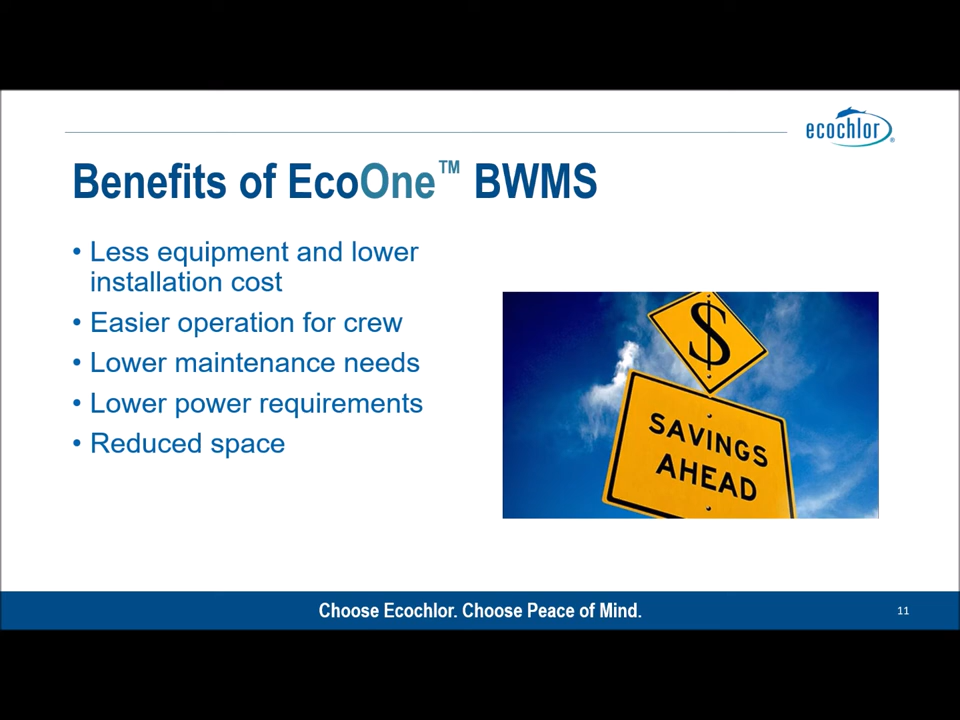 ecochlor®
Benefits of EcoOne™ BWMS
• Less equipment and lower
installation cost
• Easier operation for crew
• Lower maintenance needs
• Lower power requirements
• Reduced space
$
SAVINGS
AHEAD
Choose Ecochlor. Choose Peace of Mind.
11